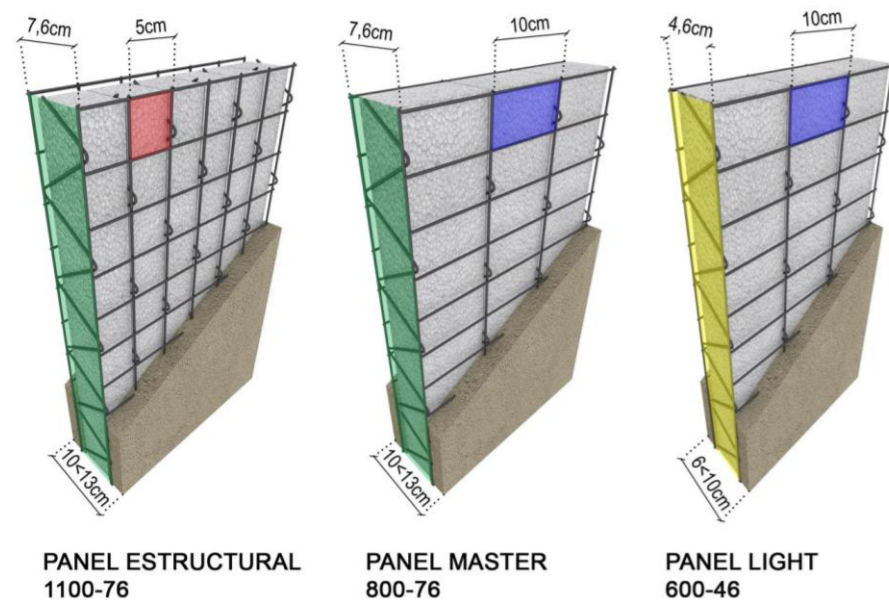 7,6cm
5cm
10<13cm
PANEL ESTRUCTURAL
1100-76
7,6cm
10cm
10<13cm
PANEL MASTER
800-76
4,6cm
10cm
6<10cm
PANEL LIGHT
600-46